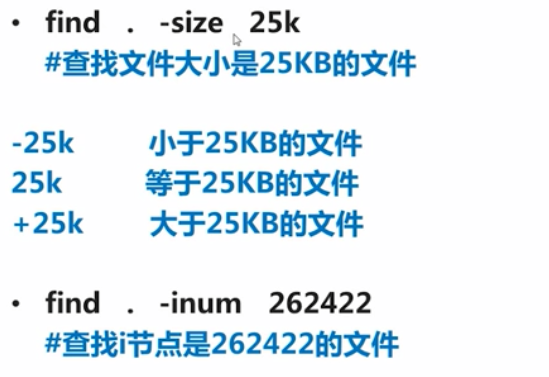 • find . -size 25k
#查找文件大小是25KB的文件
-25k 小于25KB的文件
25k 等于25KB的文件
+25k 大于25KB的文件
• find . -inum 262422
#查找i节点是262422的文件